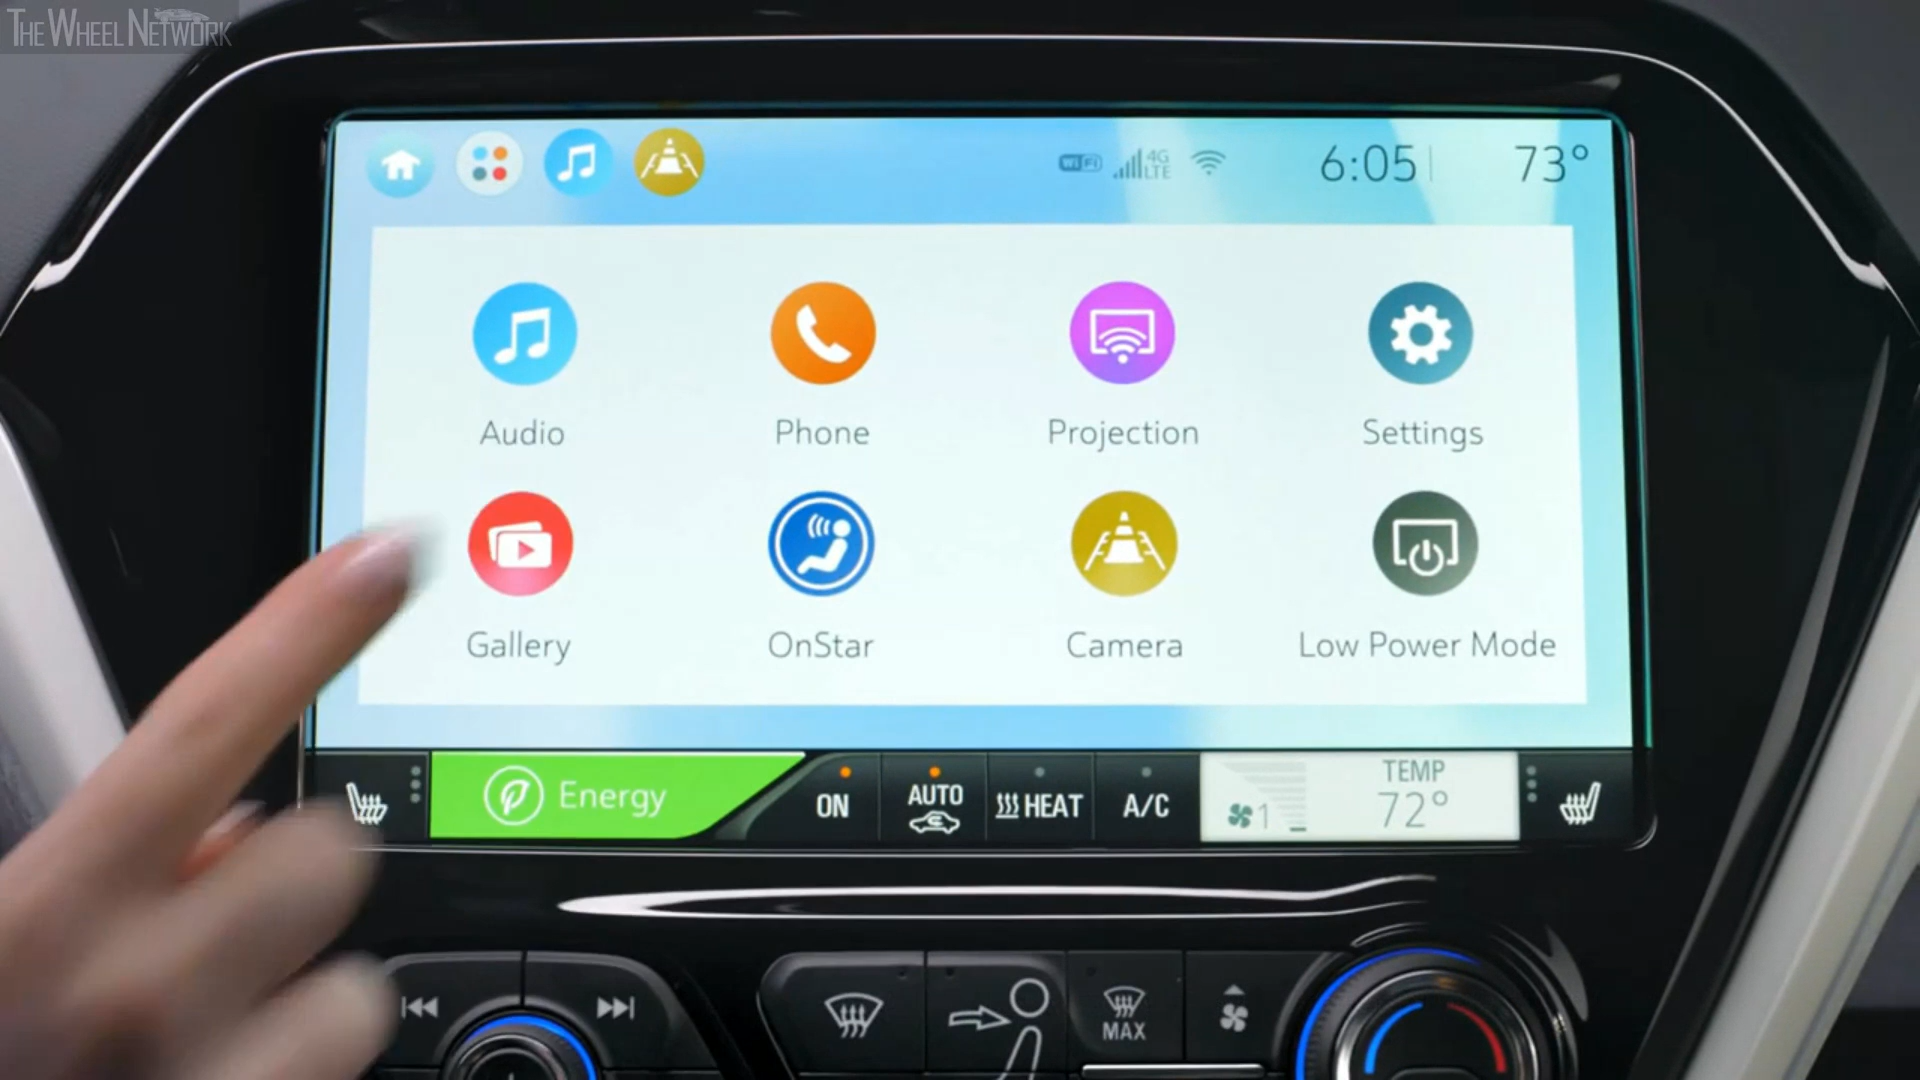 THE WHEEL NETWORK
WiFi 4G LTE 6:05 73°
Audio Phone Projection Settings
Gallery OnStar Camera Low Power Mode
Energy ON AUTO HEAT A/C 1 TEMP 72°
MAX